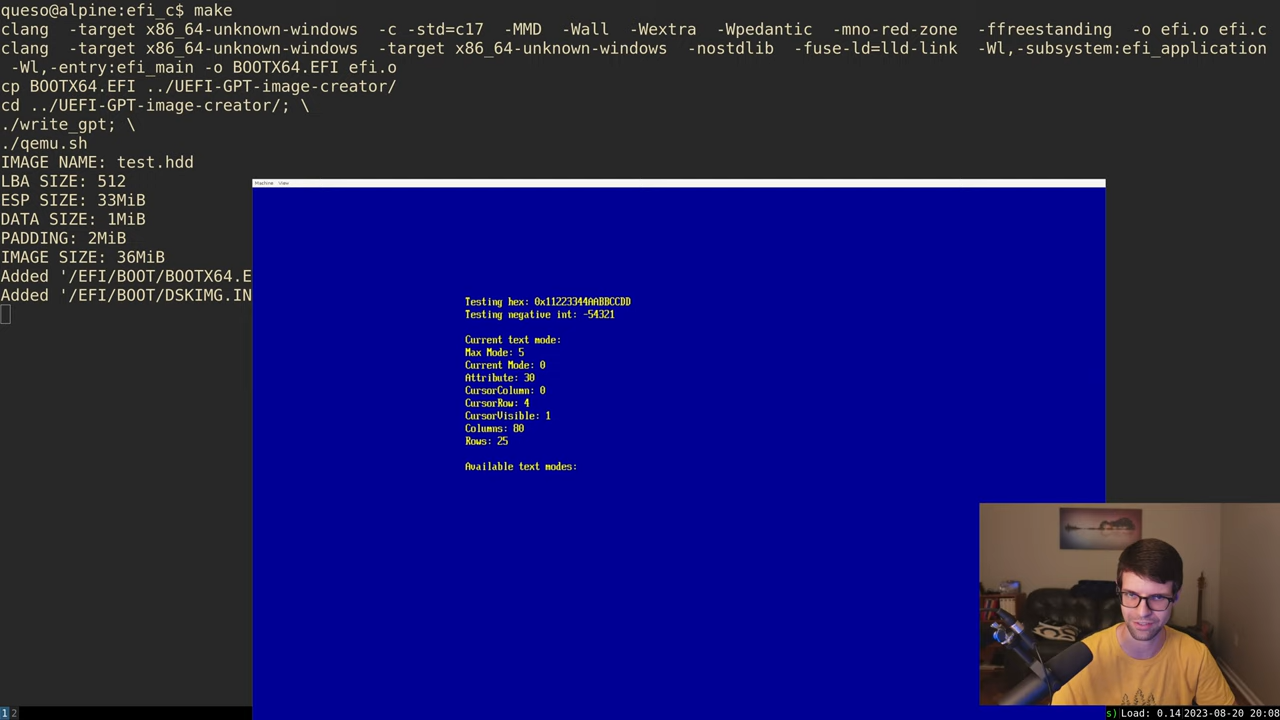 queso@alpine:efi_c$ make
clang  -target x86_64-unknown-windows  -c -std=c17  -MMD  -Wall  -Wextra  -Wpedantic  -mno-red-zone  -ffreestanding  -o efi.o efi.c
clang  -target x86_64-unknown-windows  -target x86_64-unknown-windows  -nostdlib  -fuse-ld=lld-link  -Wl,-subsystem:efi_application
-Wl,-entry:efi_main -o BOOTX64.EFI efi.o
cp BOOTX64.EFI ../UEFI-GPT-image-creator/
cd ../UEFI-GPT-image-creator/; \
./write_gpt; \
./qemu.sh
IMAGE NAME: test.hdd
LBA SIZE: 512
ESP SIZE: 33MiB
DATA SIZE: 1MiB
PADDING: 2MiB
IMAGE SIZE: 36MiB
Added '/EFI/BOOT/BOOTX64.E
Added '/EFI/BOOT/DSKIMG.IN
Machine View
Testing hex: 0x11223344AABBCCDD
Testing negative int: -54321
Current text mode:
Max Mode: 5
Current Mode: 0
Attribute: 30
CursorColumn: 0
CursorRow: 4
CursorVisible: 1
Columns: 80
Rows: 25
Available text modes:
1 2
s) Load: 0.14 2023-08-20 20:08